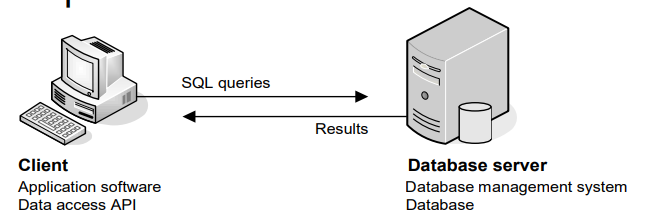 SQL queries
Results
Client
Application software
Data access API
Database server
Database management system
Database